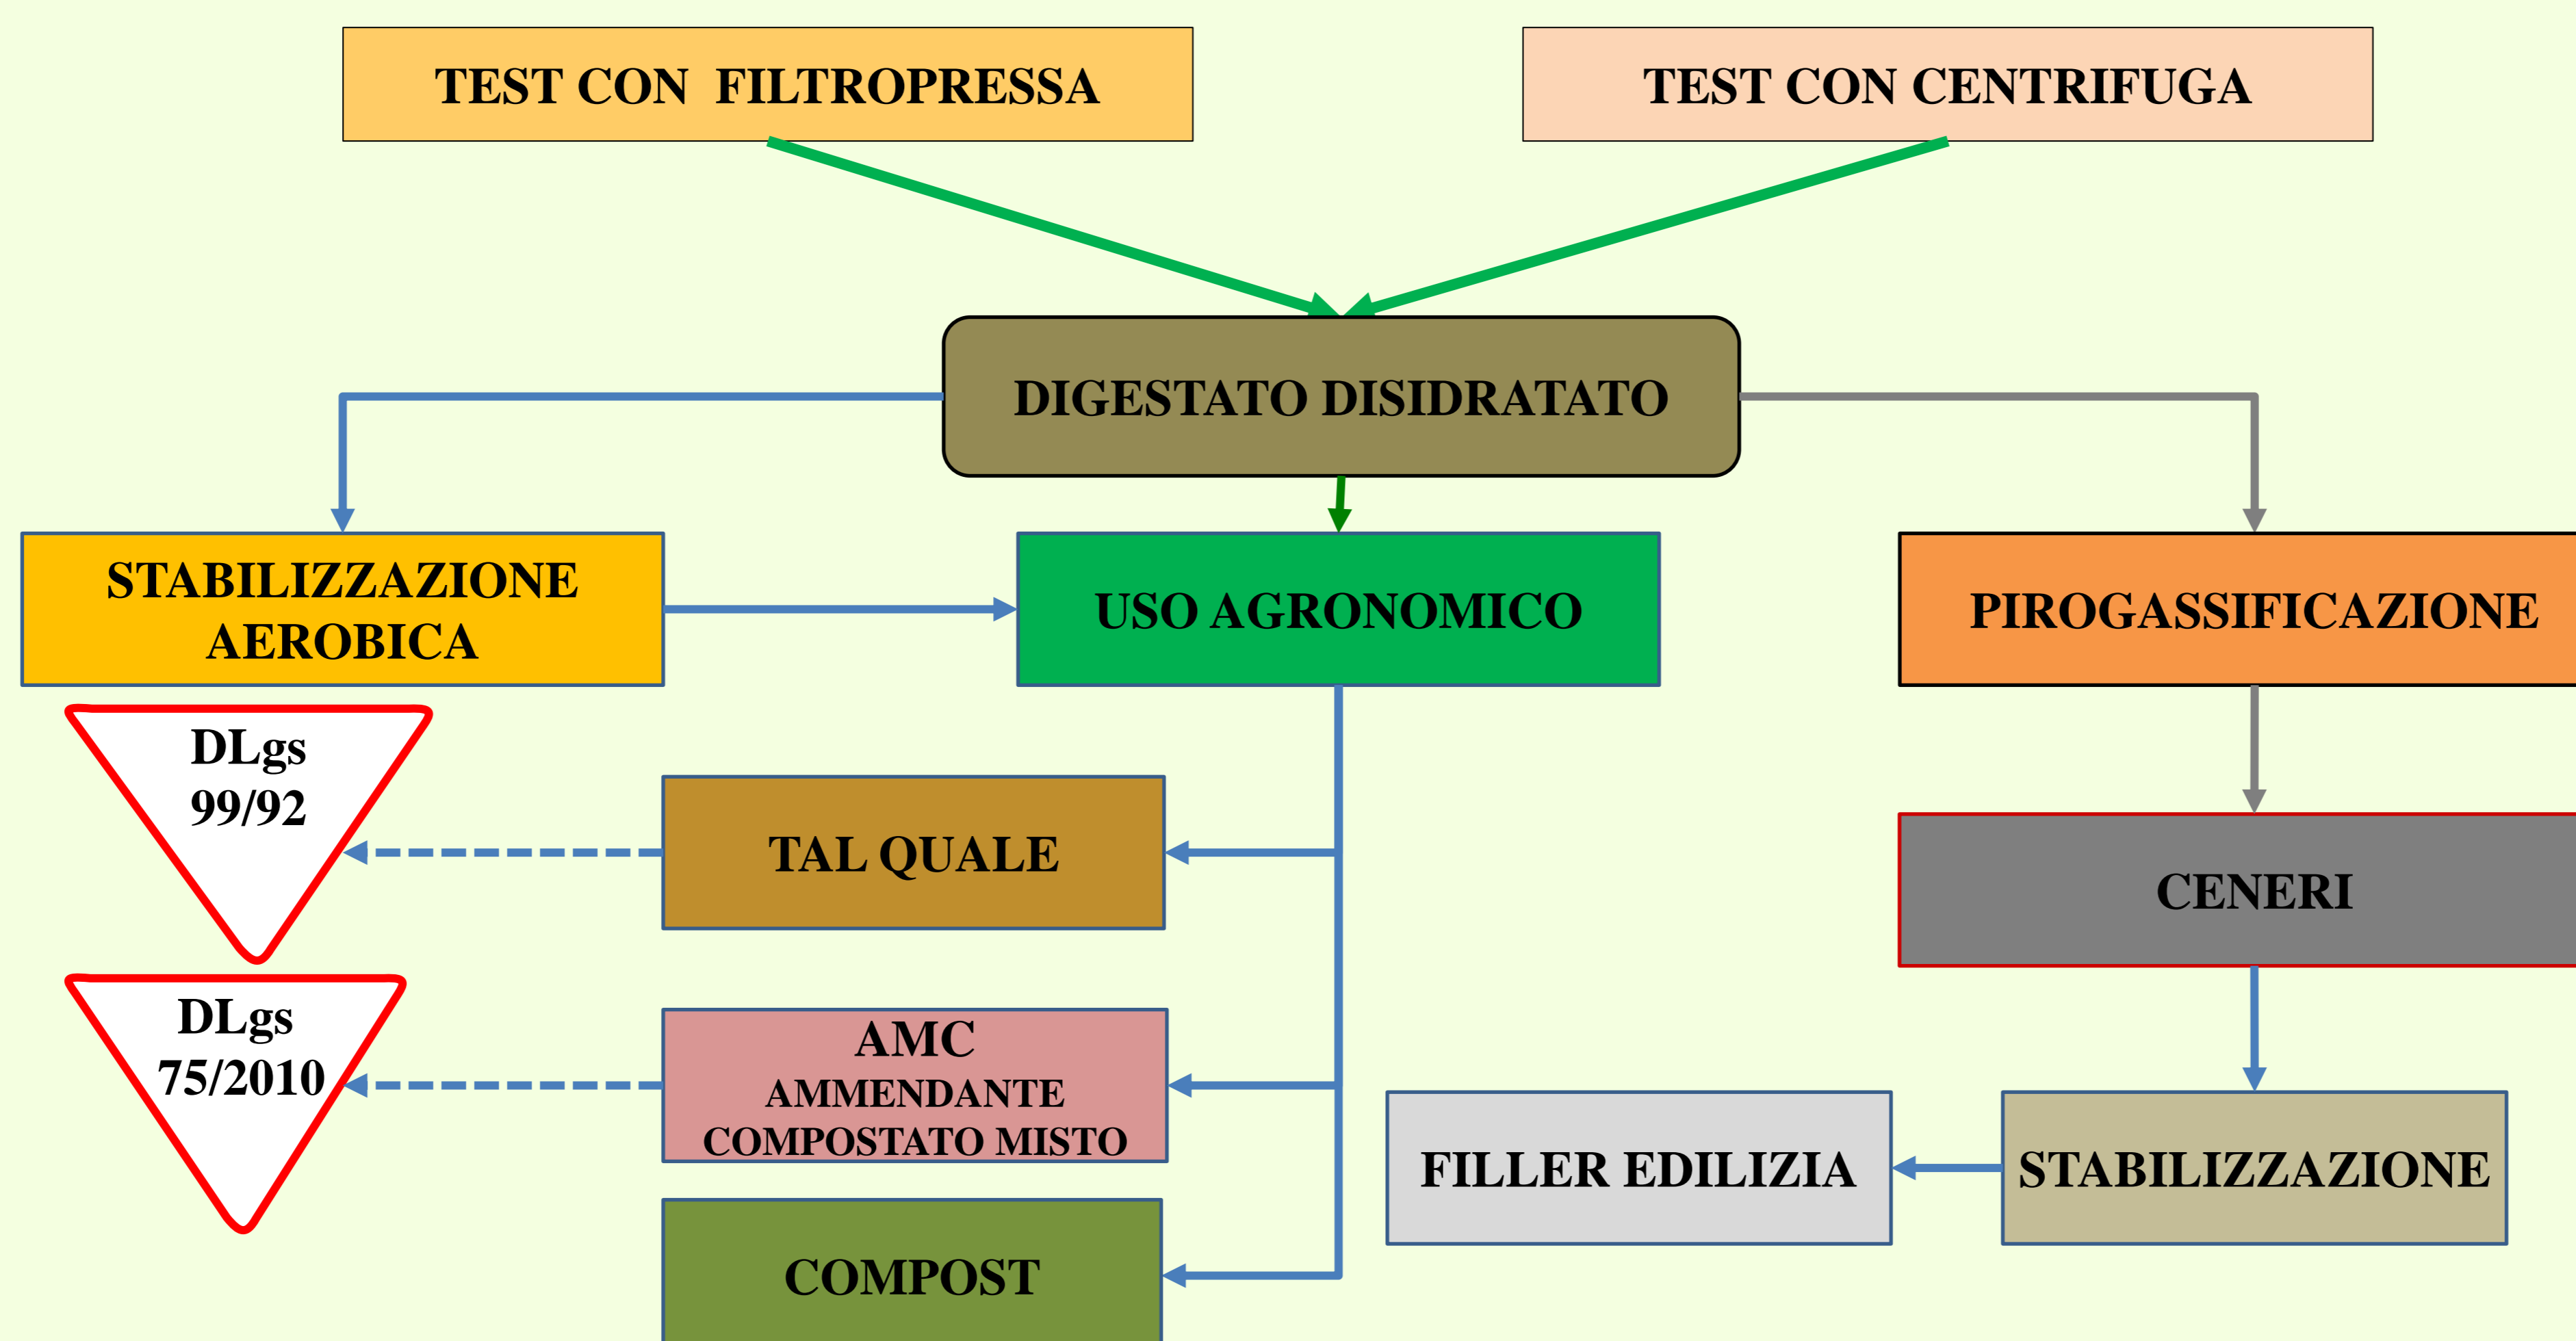 TEST CON  FILTROPRESSA
TEST CON CENTRIFUGA
DIGESTATO DISIDRATATO
STABILIZZAZIONE
AEROBICA
USO AGRONOMICO
PIROGASSIFICAZIONE
DLgs
99/92
TAL QUALE
CENERI
DLgs
75/2010
AMC
AMMENDANTE
COMPOSTATO MISTO
FILLER EDILIZIA
STABILIZZAZIONE
COMPOST